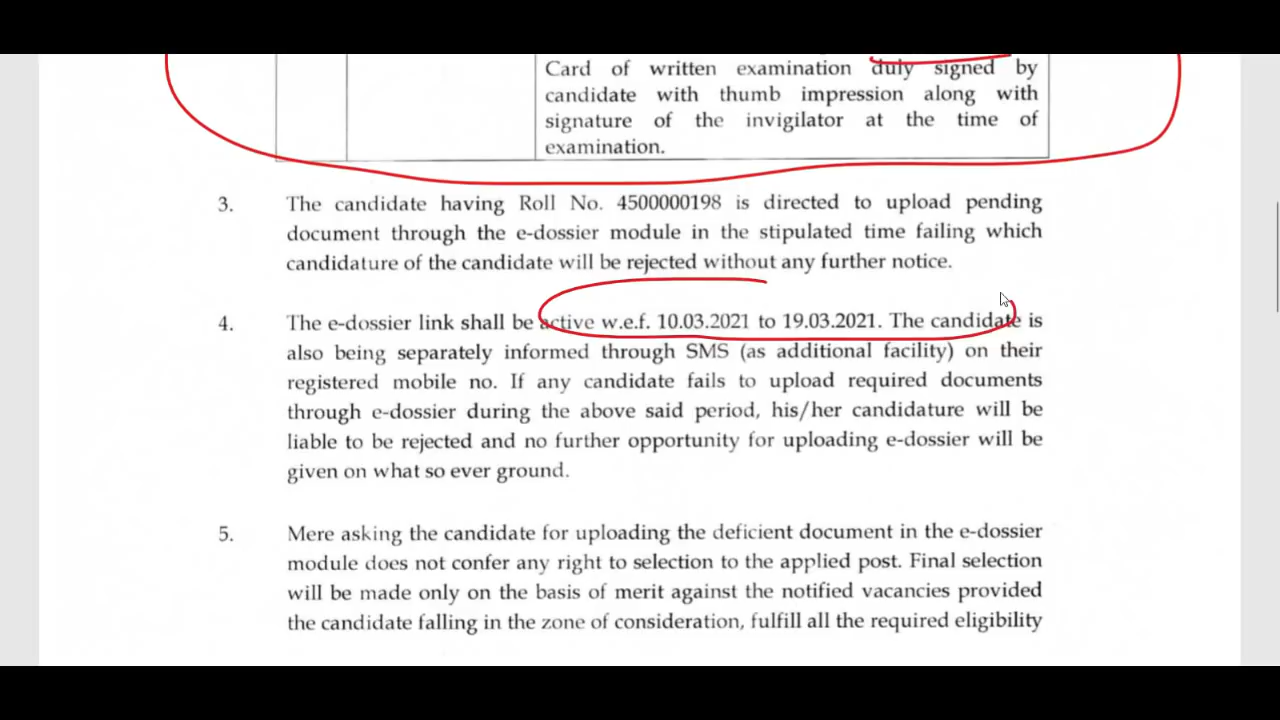 Card of written examination duly signed by
candidate with thumb impression along with
signature of the invigilator at the time of
examination.
3. The candidate having Roll No. 4500000198 is directed to upload pending
document through the e-dossier module in the stipulated time failing which
candidature of the candidate will be rejected without any further notice.
4. The e-dossier link shall be active w.e.f. 10.03.2021 to 19.03.2021. The candidate is
also being separately informed through SMS (as additional facility) on their
registered mobile no. If any candidate fails to upload required documents
through e-dossier during the above said period, his/her candidature will be
liable to be rejected and no further opportunity for uploading e-dossier will be
given on what so ever ground.
5. Mere asking the candidate for uploading the deficient document in the e-dossier
module does not confer any right to selection to the applied post. Final selection
will be made only on the basis of merit against the notified vacancies provided
the candidate falling in the zone of consideration, fulfill all the required eligibility